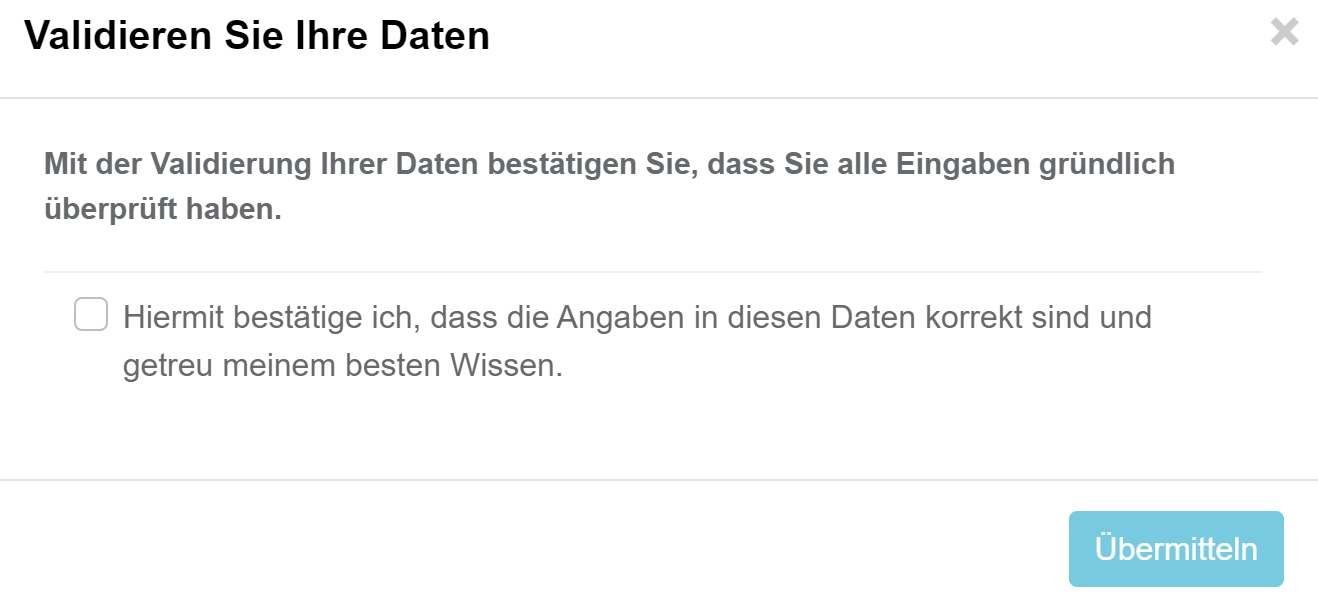 Validieren Sie Ihre Daten
Mit der Validierung Ihrer Daten bestätigen Sie, dass Sie alle Eingaben gründlich
überprüft haben.
Hiermit bestätige ich, dass die Angaben in diesen Daten korrekt sind und
getreu meinem besten Wissen.
Übermitteln